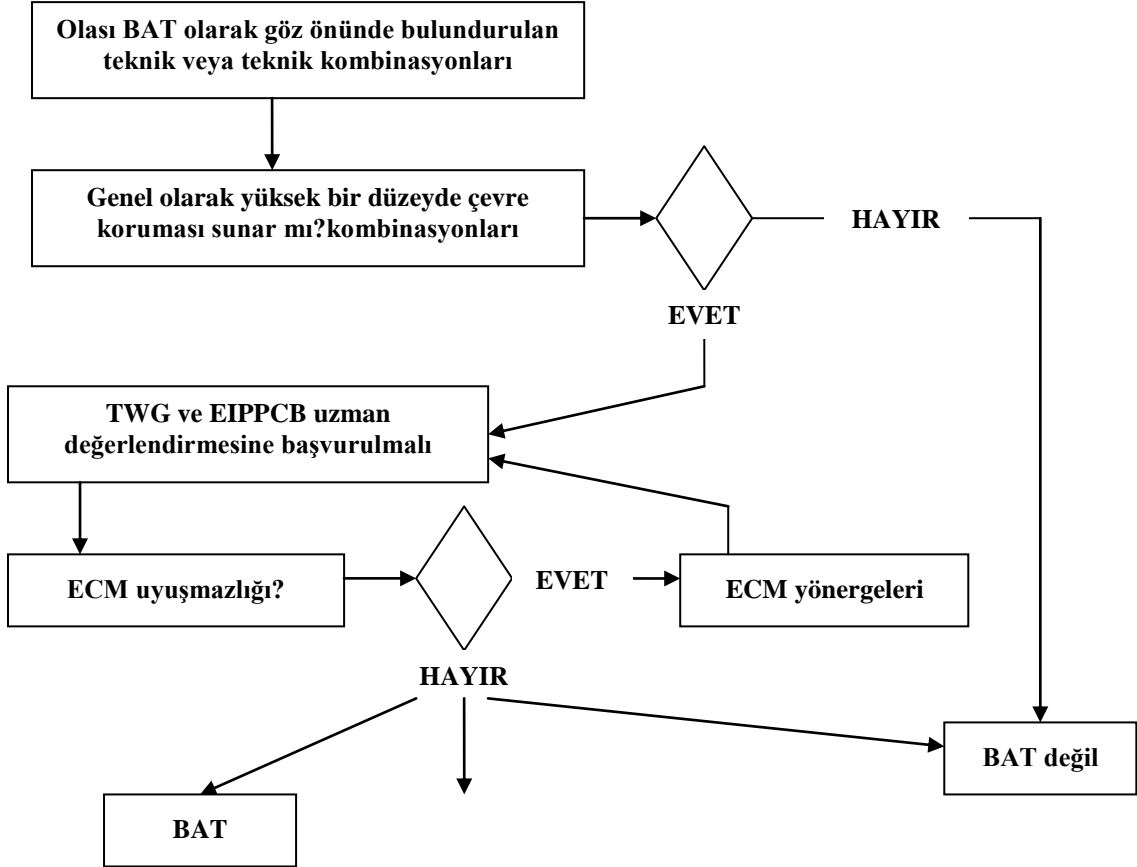 Olası BAT olarak göz önünde bulundurulan
teknik veya teknik kombinasyonları
Genel olarak yüksek bir düzeyde çevre
koruması sunar mı?kombinasyonları
HAYIR
EVET
TWG ve EIPPCB uzman
değerlendirmesine başvurulmalı
ECM uyuşmazlığı?
EVET
ECM yönergeleri
HAYIR
BAT değil
BAT